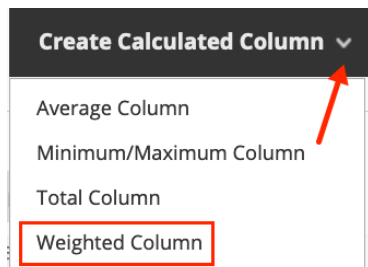 Create Calculated Column
Average Column
Minimum/Maximum Column
Total Column
Weighted Column